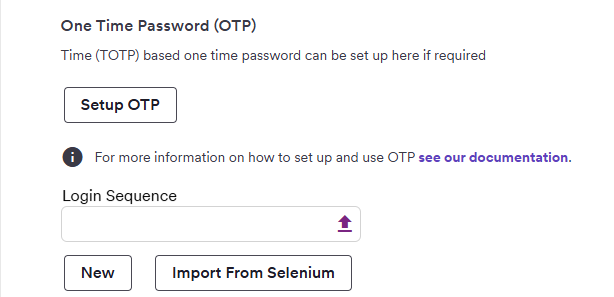 One Time Password (OTP)
Time (TOTP) based one time password can be set up here if required
Setup OTP
For more information on how to set up and use OTP see our documentation.
Login Sequence
New Import From Selenium